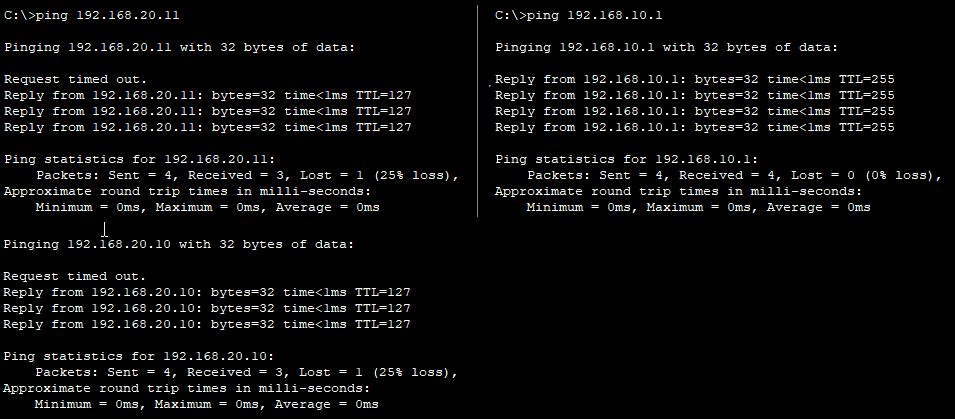 C:\>ping 192.168.20.11
Pinging 192.168.20.11 with 32 bytes of data:
Request timed out.
Reply from 192.168.20.11: bytes=32 time<1ms TTL=127
Reply from 192.168.20.11: bytes=32 time<1ms TTL=127
Reply from 192.168.20.11: bytes=32 time<1ms TTL=127
Ping statistics for 192.168.20.11:
Packets: Sent = 4, Received = 3, Lost = 1 (25% loss),
Approximate round trip times in milli-seconds:
Minimum = 0ms, Maximum = 0ms, Average = 0ms
Pinging 192.168.20.10 with 32 bytes of data:
Request timed out.
Reply from 192.168.20.10: bytes=32 time<1ms TTL=127
Reply from 192.168.20.10: bytes=32 time<1ms TTL=127
Reply from 192.168.20.10: bytes=32 time<1ms TTL=127
Ping statistics for 192.168.20.10:
Packets: Sent = 4, Received = 3, Lost = 1 (25% loss),
Approximate round trip times in milli-seconds:
Minimum = 0ms, Maximum = 0ms, Average = 0ms
C:\>ping 192.168.10.1
Pinging 192.168.10.1 with 32 bytes of data:
Reply from 192.168.10.1: bytes=32 time<1ms TTL=255
Reply from 192.168.10.1: bytes=32 time<1ms TTL=255
Reply from 192.168.10.1: bytes=32 time<1ms TTL=255
Reply from 192.168.10.1: bytes=32 time<1ms TTL=255
Ping statistics for 192.168.10.1:
Packets: Sent = 4, Received = 4, Lost = 0 (0% loss),
Approximate round trip times in milli-seconds:
Minimum = 0ms, Maximum = 0ms, Average = 0ms